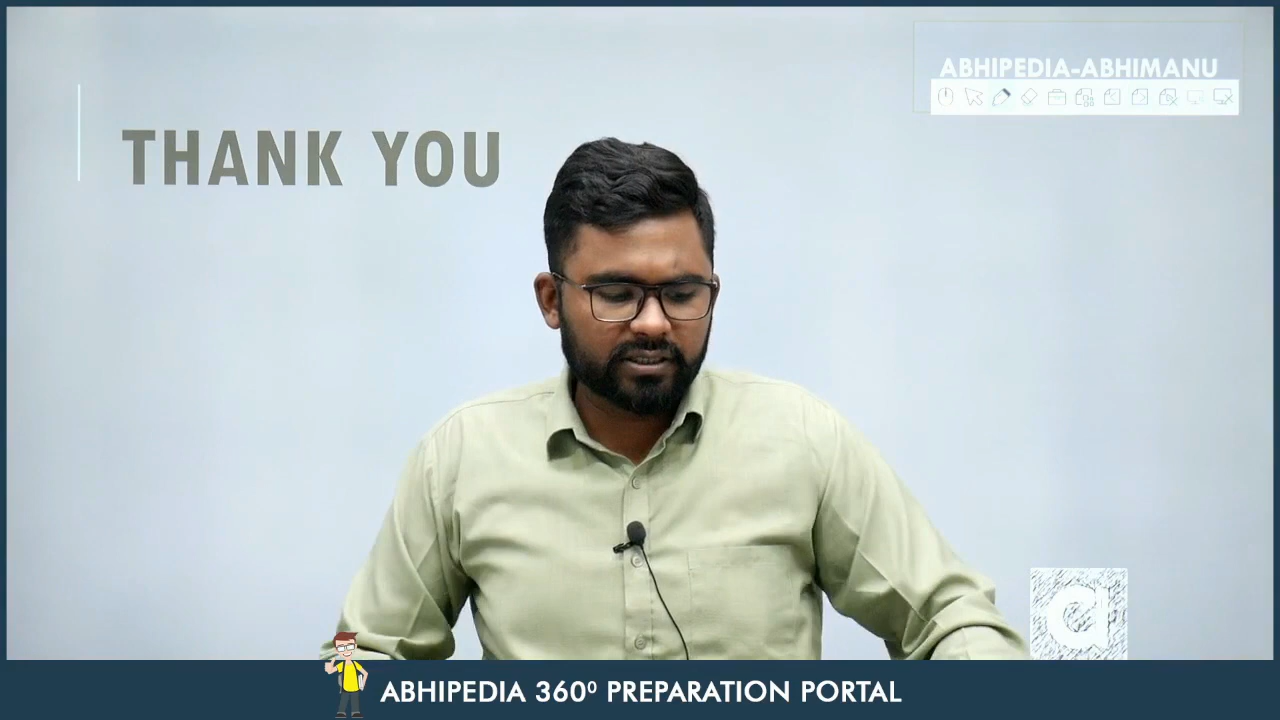 ABHIPEDIA-ABHIMANU
THANK YOU
a
ABHIPEDIA 360⁰ PREPARATION PORTAL